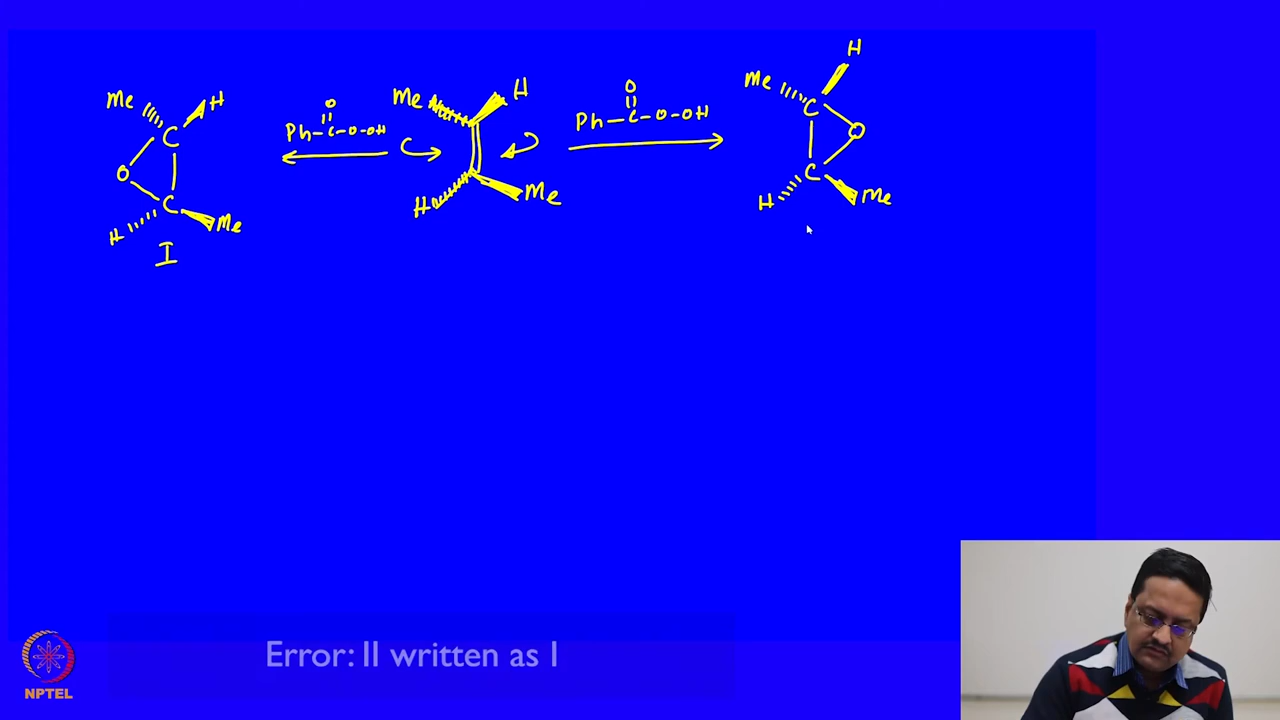 Me H
O
Ph-C-O-OH
C
O
C
H Me
I
Me H
H Me
O
Ph-C-O-OH
H
Me
C
O
C
H Me
Error: II written as I
NPTEL